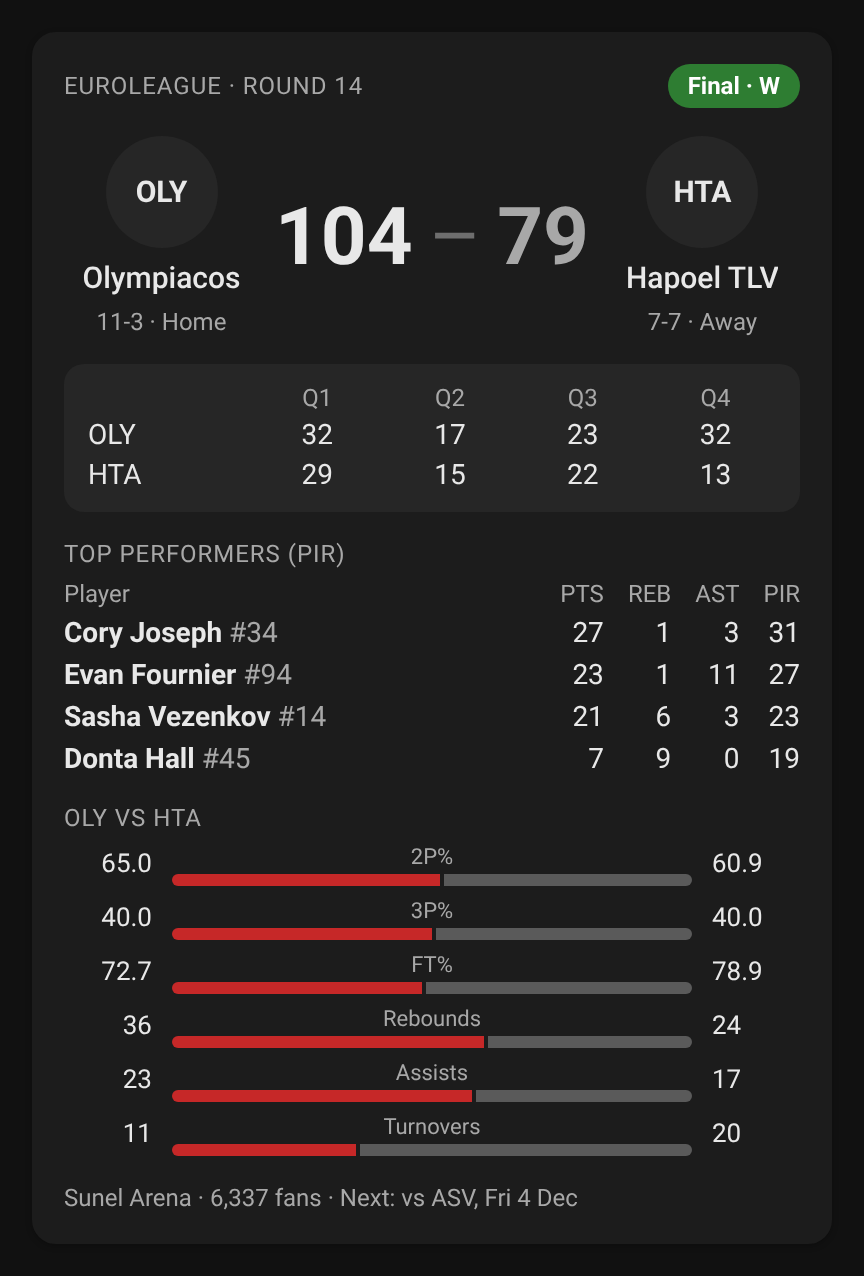 EUROLEAGUE · ROUND 14
Final · W
OLY
HTA
104 – 79
Olympiacos
Hapoel TLV
11-3 · Home
7-7 · Away
Q1 Q2 Q3 Q4
OLY 32 17 23 32
HTA 29 15 22 13
TOP PERFORMERS (PIR)
Player PTS REB AST PIR
Cory Joseph #34 27 1 3 31
Evan Fournier #94 23 1 11 27
Sasha Vezenkov #14 21 6 3 23
Donta Hall #45 7 9 0 19
OLY VS HTA
65.0 2P% 60.9
40.0 3P% 40.0
72.7 FT% 78.9
36 Rebounds 24
23 Assists 17
11 Turnovers 20
Sunel Arena · 6,337 fans · Next: vs ASV, Fri 4 Dec